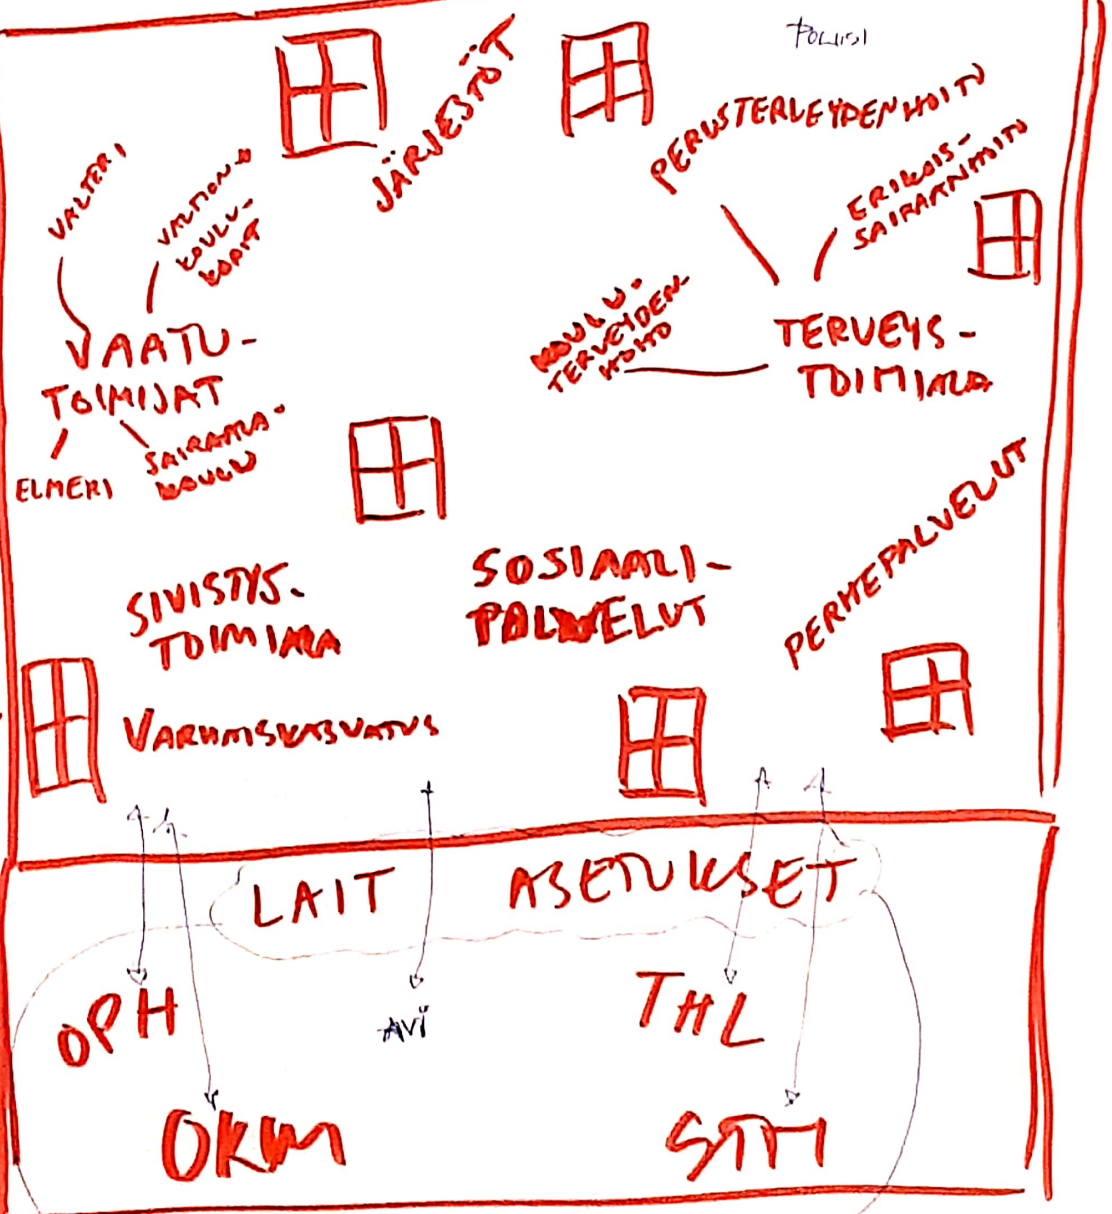 POLIISI
JÄRJESTÖT
PERUSTERVEYDENHOITO
ERIKOIS-
SAIRAANHOITO
VALTERI
VALTION
KOULU-
KODIT
VAATU-
TOIMIJAT
ELMERI
SAIRAALA-
KOULU
KOULU-
TERVEYDEN-
HOITO
TERVEYS-
TOIMIALA
SIVISTYS-
TOIMIALA
VARHAISKASVATUS
SOSIAALI-
PALVELUT
PERHEPALVELUT
LAIT ASETUKSET
OPH
AVI
THL
OKM
STM